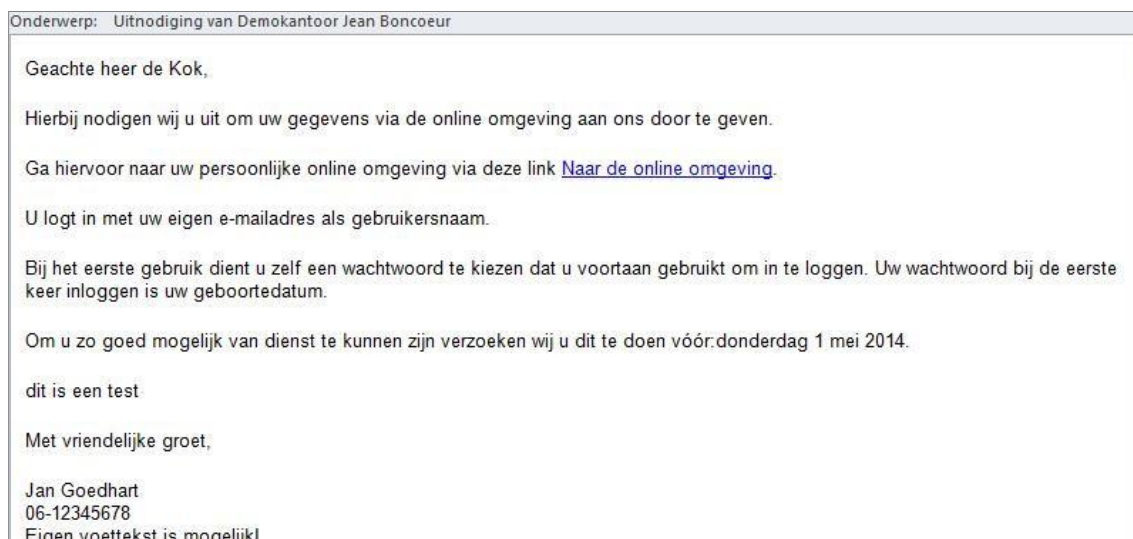 Onderwerp: Uitnodiging van Demokantoor Jean Boncoeur
Geachte heer de Kok,
Hierbij nodigen wij u uit om uw gegevens via de online omgeving aan ons door te geven.
Ga hiervoor naar uw persoonlijke online omgeving via deze link Naar de online omgeving.
U logt in met uw eigen e-mailadres als gebruikersnaam.
Bij het eerste gebruik dient u zelf een wachtwoord te kiezen dat u voortaan gebruikt om in te loggen. Uw wachtwoord bij de eerste
keer inloggen is uw geboortedatum.
Om u zo goed mogelijk van dienst te kunnen zijn verzoeken wij u dit te doen vóór:donderdag 1 mei 2014.
dit is een test
Met vriendelijke groet,
Jan Goedhart
06-12345678
Eigen voettekst is mogelijk!